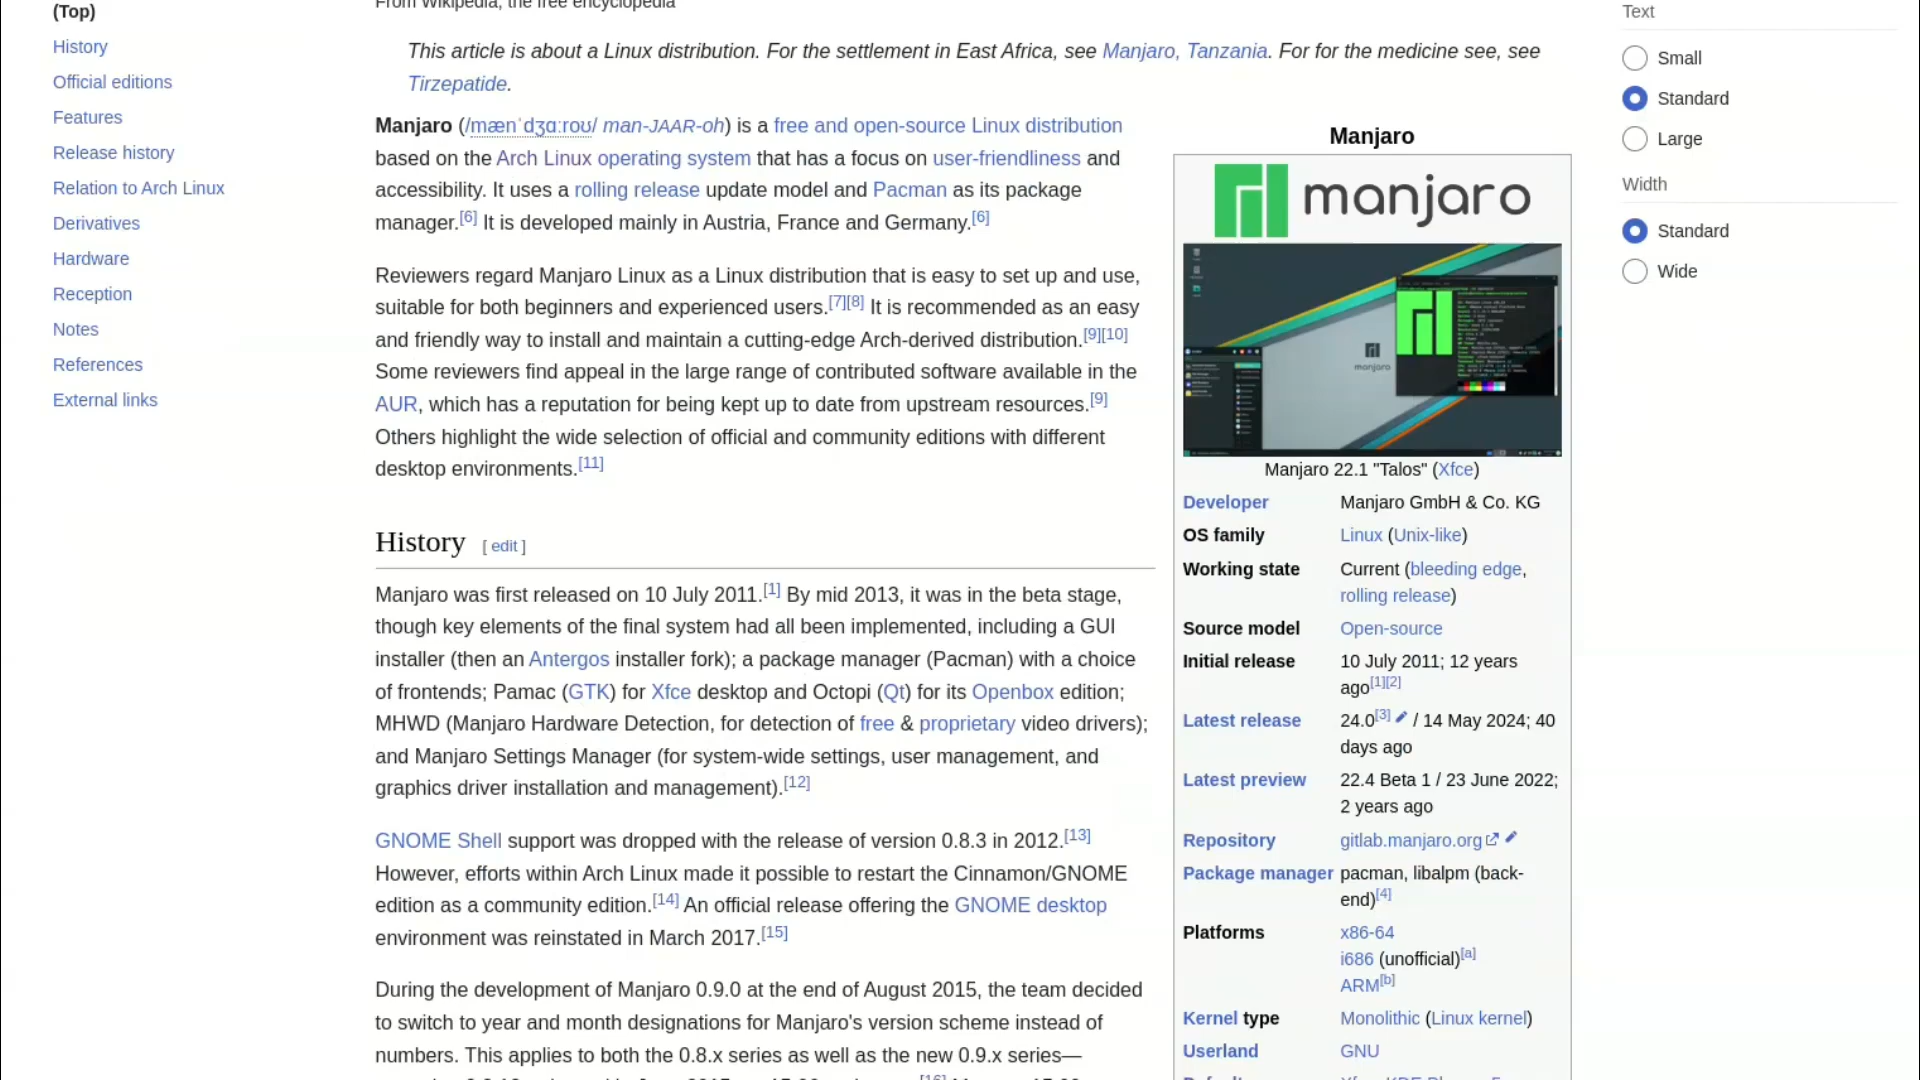 (Top)
History
Official editions
Features
Release history
Relation to Arch Linux
Derivatives
Hardware
Reception
Notes
References
External links
From Wikipedia, the free encyclopedia
This article is about a Linux distribution. For the settlement in East Africa, see Manjaro, Tanzania. For for the medicine see, see
Tirzepatide.
Manjaro (/mænˈdʒɑːroʊ/ man-JAAR-oh) is a free and open-source Linux distribution
based on the Arch Linux operating system that has a focus on user-friendliness and
accessibility. It uses a rolling release update model and Pacman as its package
manager.[6] It is developed mainly in Austria, France and Germany.[6]
Reviewers regard Manjaro Linux as a Linux distribution that is easy to set up and use,
suitable for both beginners and experienced users.[7][8] It is recommended as an easy
and friendly way to install and maintain a cutting-edge Arch-derived distribution.[9][10]
Some reviewers find appeal in the large range of contributed software available in the
AUR, which has a reputation for being kept up to date from upstream resources.[9]
Others highlight the wide selection of official and community editions with different
desktop environments.[11]
History [ edit ]
Manjaro was first released on 10 July 2011.[1] By mid 2013, it was in the beta stage,
though key elements of the final system had all been implemented, including a GUI
installer (then an Antergos installer fork); a package manager (Pacman) with a choice
of frontends; Pamac (GTK) for Xfce desktop and Octopi (Qt) for its Openbox edition;
MHWD (Manjaro Hardware Detection, for detection of free & proprietary video drivers);
and Manjaro Settings Manager (for system-wide settings, user management, and
graphics driver installation and management).[12]
GNOME Shell support was dropped with the release of version 0.8.3 in 2012.[13]
However, efforts within Arch Linux made it possible to restart the Cinnamon/GNOME
edition as a community edition.[14] An official release offering the GNOME desktop
environment was reinstated in March 2017.[15]
During the development of Manjaro 0.9.0 at the end of August 2015, the team decided
to switch to year and month designations for Manjaro's version scheme instead of
numbers. This applies to both the 0.8.x series as well as the new 0.9.x series—
Manjaro
manjaro
manjaro
Manjaro 22.1 "Talos" (Xfce)
Developer Manjaro GmbH & Co. KG
OS family Linux (Unix-like)
Working state Current (bleeding edge,
rolling release)
Source model Open-source
Initial release 10 July 2011; 12 years
ago[1][2]
Latest release 24.0[3] / 14 May 2024; 40
days ago
Latest preview 22.4 Beta 1 / 23 June 2022;
2 years ago
Repository gitlab.manjaro.org
Package manager pacman, libalpm (back-
end)[4]
Platforms x86-64
i686 (unofficial)[a]
ARM[b]
Kernel type Monolithic (Linux kernel)
Userland GNU
Text
Small
Standard
Large
Width
Standard
Wide